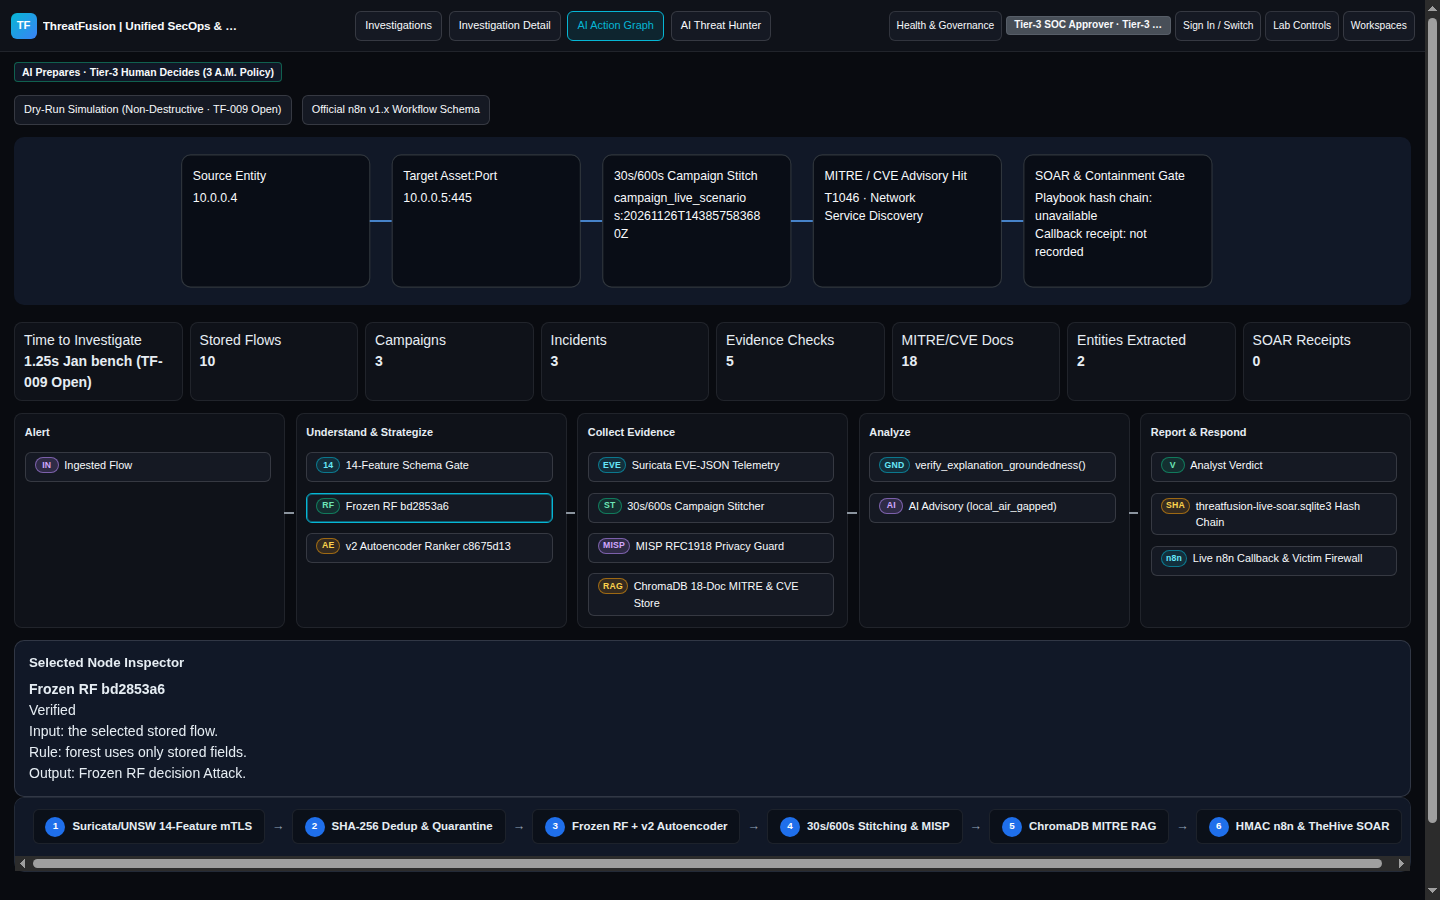 TF ThreatFusion | Unified SecOps & ...
Investigations
Investigation Detail
AI Action Graph
AI Threat Hunter
Health & Governance
Tier-3 SOC Approver · Tier-3 ...
Sign In / Switch
Lab Controls
Workspaces
AI Prepares · Tier-3 Human Decides (3 A.M. Policy)
Dry-Run Simulation (Non-Destructive · TF-009 Open)
Official n8n v1.x Workflow Schema
Source Entity
10.0.0.4
Target Asset:Port
10.0.0.5:445
30s/600s Campaign Stitch
campaign_live_scenario
s:20261126T14385758368
0Z
MITRE / CVE Advisory Hit
T1046 · Network
Service Discovery
SOAR & Containment Gate
Playbook hash chain:
unavailable
Callback receipt: not
recorded
Time to Investigate
1.25s Jan bench (TF-
009 Open)
Stored Flows
10
Campaigns
3
Incidents
3
Evidence Checks
5
MITRE/CVE Docs
18
Entities Extracted
2
SOAR Receipts
0
Alert
IN Ingested Flow
Understand & Strategize
14 14-Feature Schema Gate
RF Frozen RF bd2853a6
AE v2 Autoencoder Ranker c8675d13
Collect Evidence
EVE Suricata EVE-JSON Telemetry
ST 30s/600s Campaign Stitcher
MISP MISP RFC1918 Privacy Guard
RAG ChromaDB 18-Doc MITRE & CVE
Store
Analyze
GND verify_explanation_groundedness()
AI AI Advisory (local_air_gapped)
Report & Respond
V Analyst Verdict
SHA threatfusion-live-soar.sqlite3 Hash
Chain
n8n Live n8n Callback & Victim Firewall
Selected Node Inspector
Frozen RF bd2853a6
Verified
Input: the selected stored flow.
Rule: forest uses only stored fields.
Output: Frozen RF decision Attack.
1 Suricata/UNSW 14-Feature mTLS →
2 SHA-256 Dedup & Quarantine →
3 Frozen RF + v2 Autoencoder →
4 30s/600s Stitching & MISP →
5 ChromaDB MITRE RAG →
6 HMAC n8n & TheHive SOAR